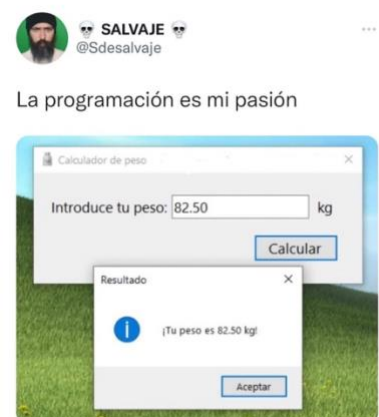 💀 SALVAJE 💀
@Sdesalvaje
La programación es mi pasión
Calculador de peso
Introduce tu peso: 82.50 kg
Calcular
Resultado
¡Tu peso es 82.50 kg!
Aceptar